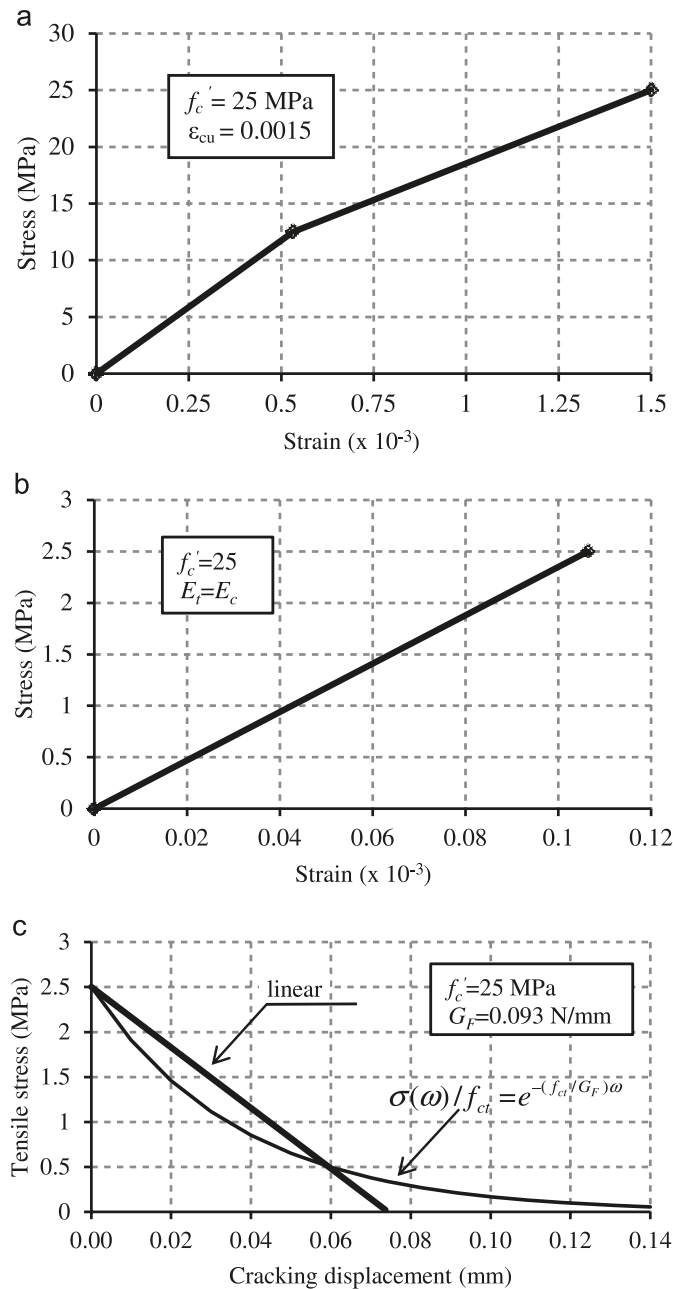 a
30
25
20
15
10
5
0
Stress (MPa)
f_c' = 25 MPa
ε_cu = 0.0015
0 0.25 0.5 0.75 1 1.25 1.5
Strain (x 10⁻³)
b
3
2.5
2
1.5
1
0.5
0
Stress (MPa)
f_c'=25
E_t=E_c
0 0.02 0.04 0.06 0.08 0.1 0.12
Strain (x 10⁻³)
c
3
2.5
2
1.5
1
0.5
0
Tensile stress (MPa)
linear
f_c'=25 MPa
G_F=0.093 N/mm
σ(ω)/f_ct = e^−(f_ct/G_F)ω
0.00 0.02 0.04 0.06 0.08 0.10 0.12 0.14
Cracking displacement (mm)